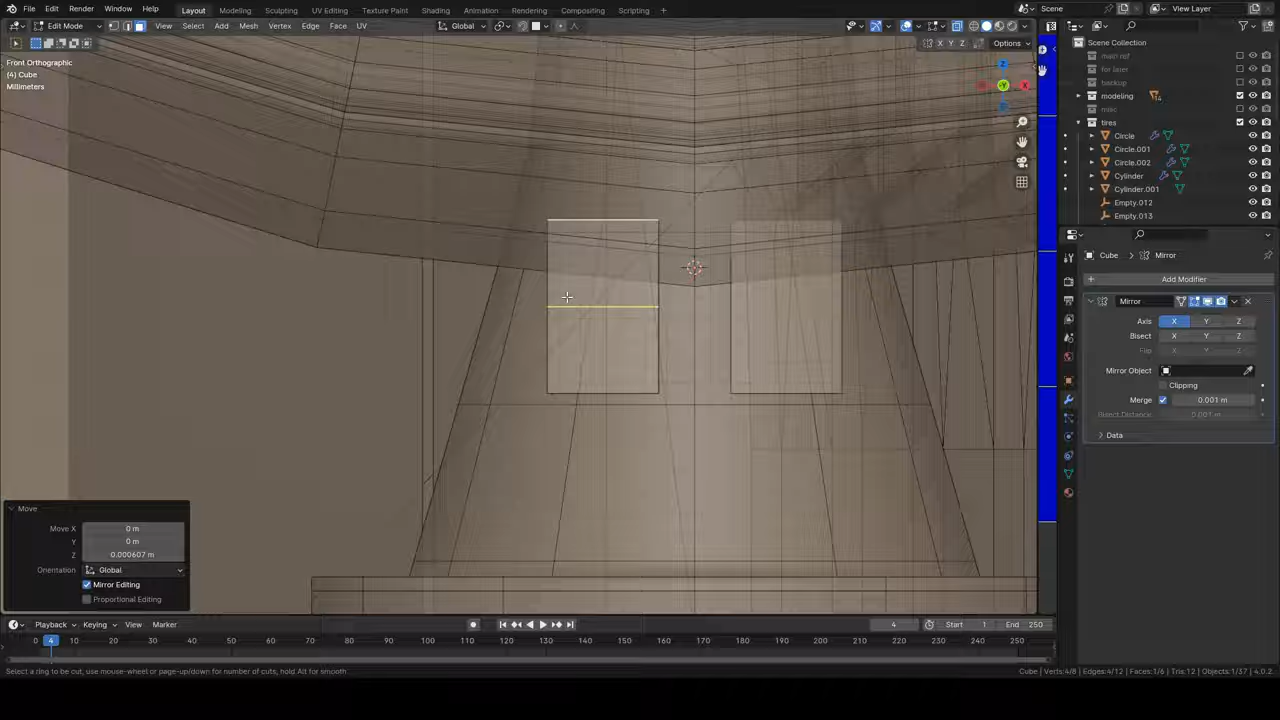 File Edit Render Window Help
Layout Modeling Sculpting UV Editing Texture Paint Shading Animation Rendering Compositing Geometry Nodes Scripting +
Scene
View Layer
Edit Mode View Select Add Mesh Vertex Edge Face UV
Global
X Y Z Options
Front Orthographic
(4) Cube
Millimeters
Z
Y
X
Scene Collection
main ref
for later
backup
modeling
misc
tires
Circle
Circle.001
Circle.002
Cylinder
Cylinder.001
Empty.012
Empty.013
Cube > Mirror
Add Modifier
Mirror
Axis X Y Z
Bisect X Y Z
Flip X Y Z
Mirror Object
Clipping
Merge 0.001 m
Bisect Distance 0.001 m
Data
Move
Move X 0 m
Y 0 m
Z 0.000607 m
Orientation Global
Mirror Editing
Proportional Editing
Playback Keying View Marker
4 Start 1 End 250
0 4 10 20 30 40 50 60 70 80 90 100 110 120 130 140 150 160 170 180 190 200 210 220 230 240 250
Select a ring to be cut, use mouse-wheel or page-up/down for number of cuts, hold Alt for smooth
Cube | Verts:4/8 | Edges:4/12 | Faces:1/6 | Tris:12 | Objects:1/37 | 4.0.2